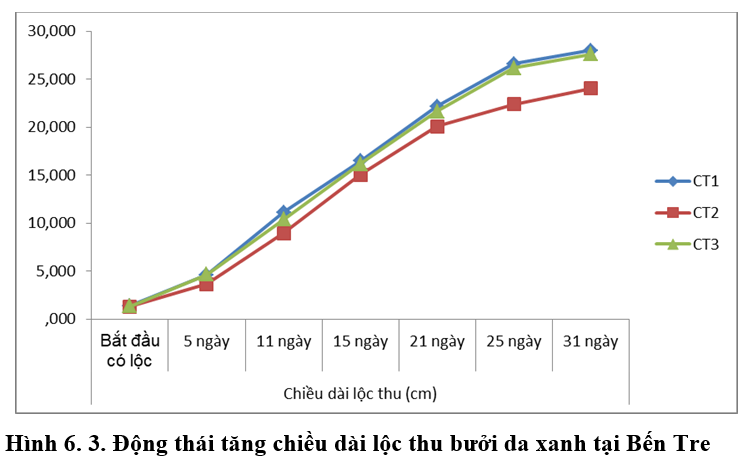 30,000
25,000
20,000
15,000
10,000
5,000
,000
CT1
CT2
CT3
Bắt đầu có lộc
5 ngày
11 ngày
15 ngày
21 ngày
25 ngày
31 ngày
Chiều dài lộc thu (cm)
Hình 6. 3. Động thái tăng chiều dài lộc thu bưởi da xanh tại Bến Tre